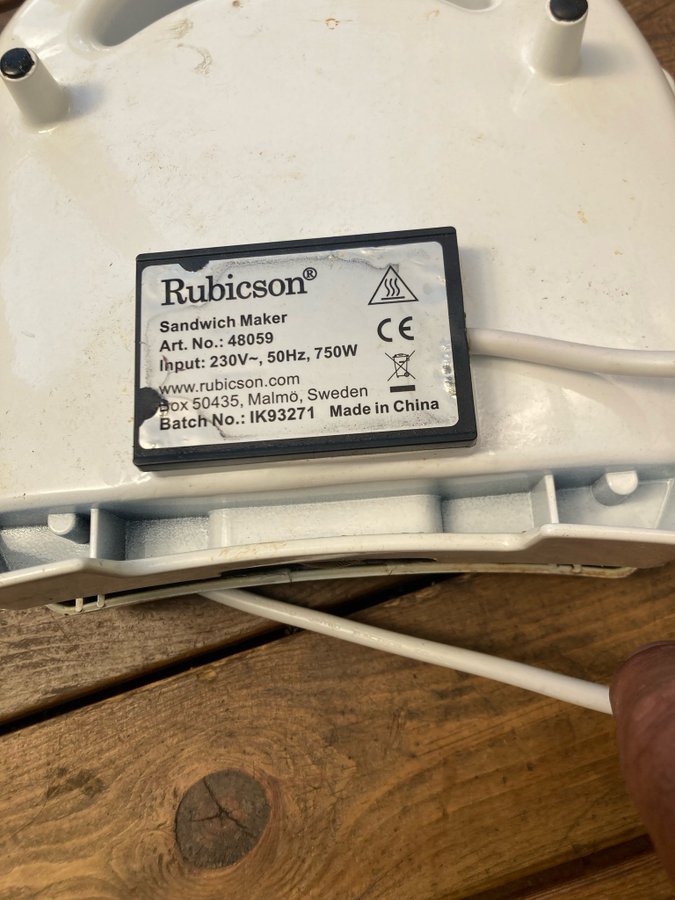 Rubicson®
Sandwich Maker
Art. No.: 48059
Input: 230V~, 50Hz, 750W
www.rubicson.com
Box 50435, Malmö, Sweden
Batch No.: IK93271 Made in China
CE